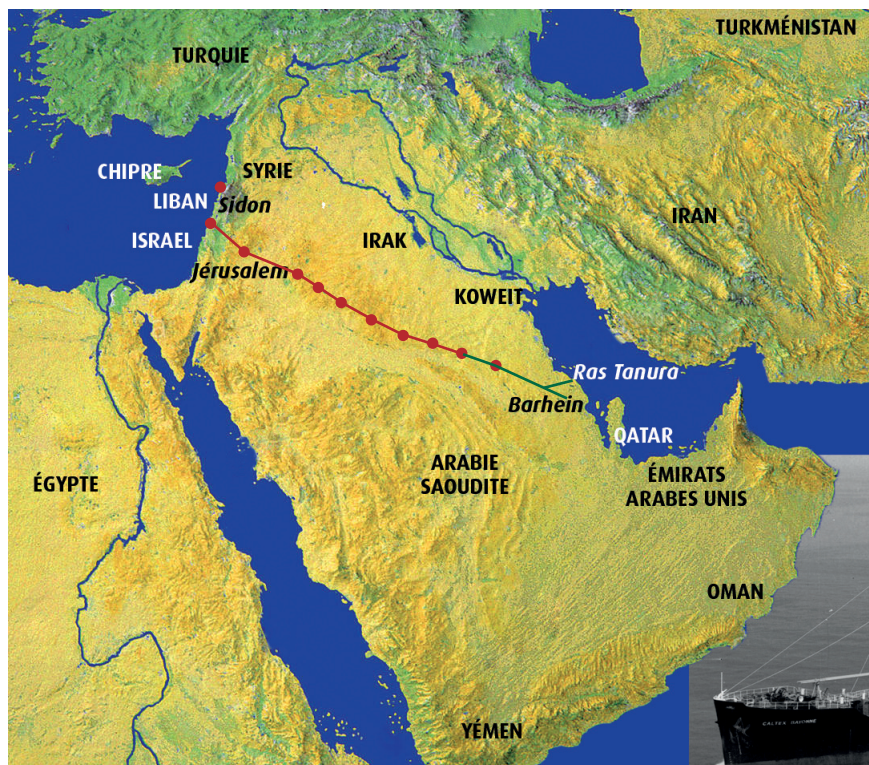 TURKMÉNISTAN
TURQUIE
CHIPRE
SYRIE
LIBAN
Sidon
IRAN
ISRAEL
IRAK
Jérusalem
KOWEIT
Ras Tanura
Barhein
QATAR
ARABIE
SAOUDITE
ÉGYPTE
ÉMIRATS
ARABES UNIS
OMAN
YÉMEN